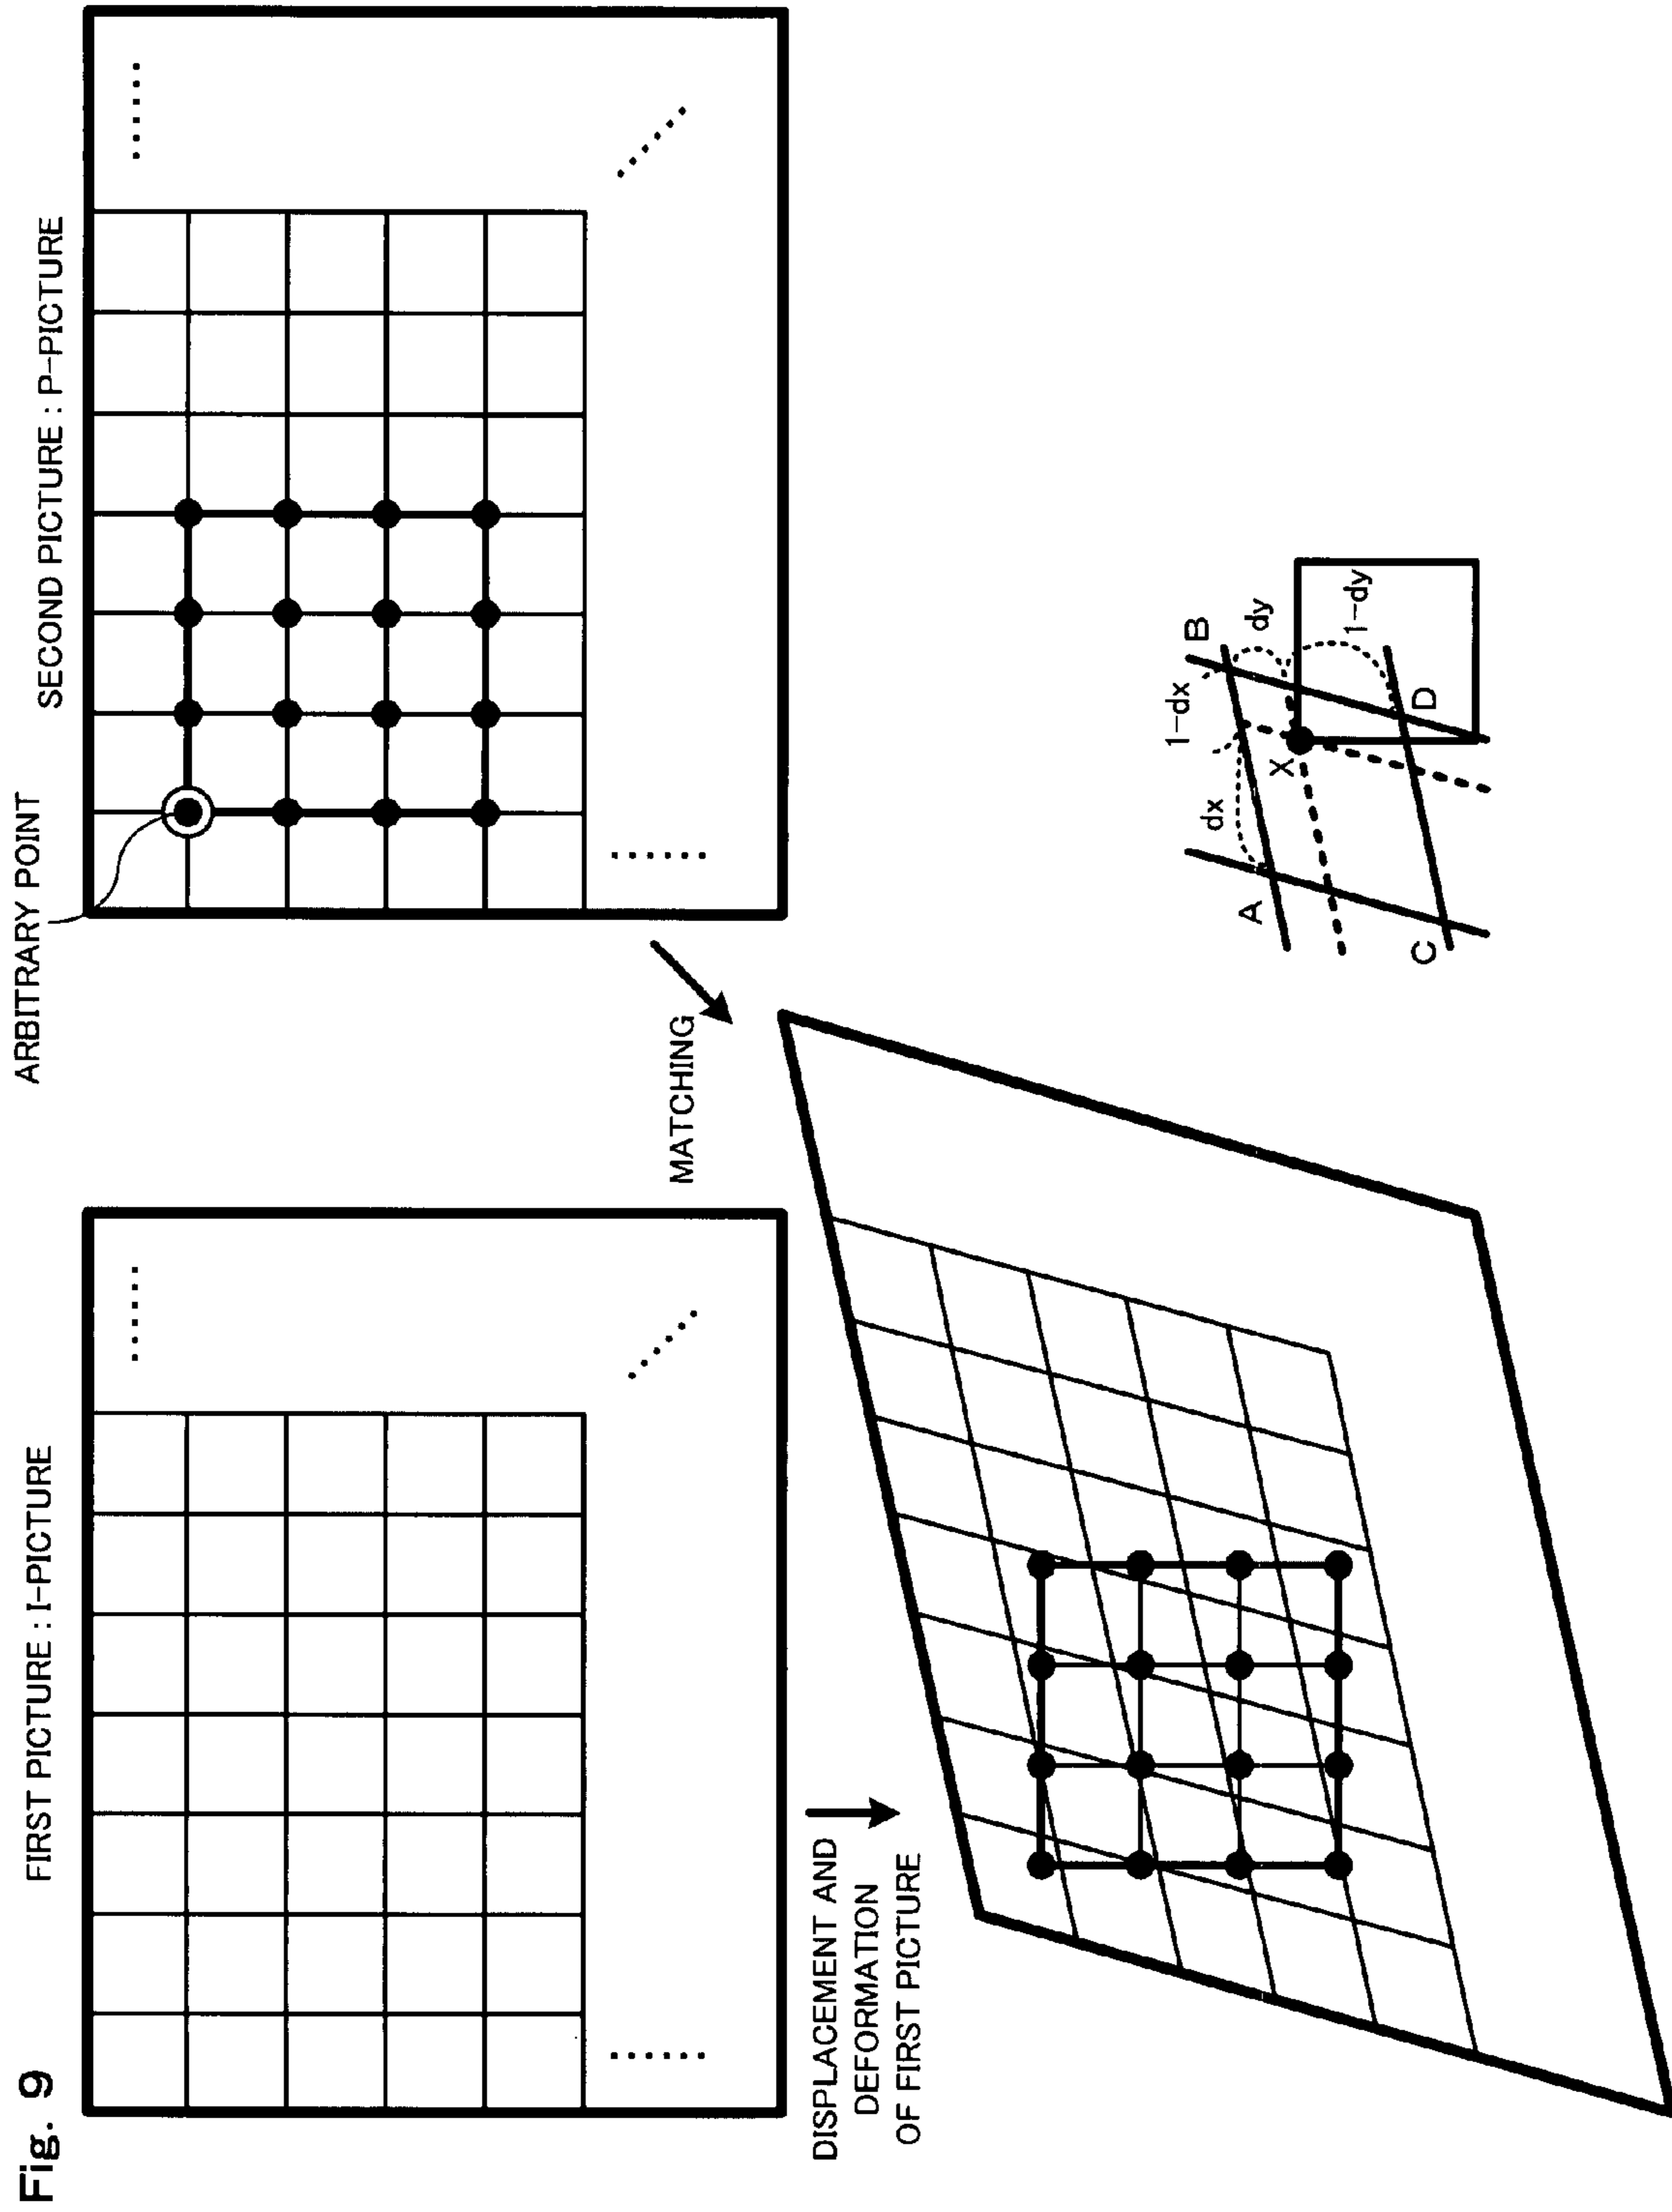 Fig. 9
FIRST PICTURE : I-PICTURE
ARBITRARY POINT
SECOND PICTURE : P-PICTURE
DISPLACEMENT AND
DEFORMATION
OF FIRST PICTURE
MATCHING
1-dx
B
dx
dy
A
X
1-dy
C
D